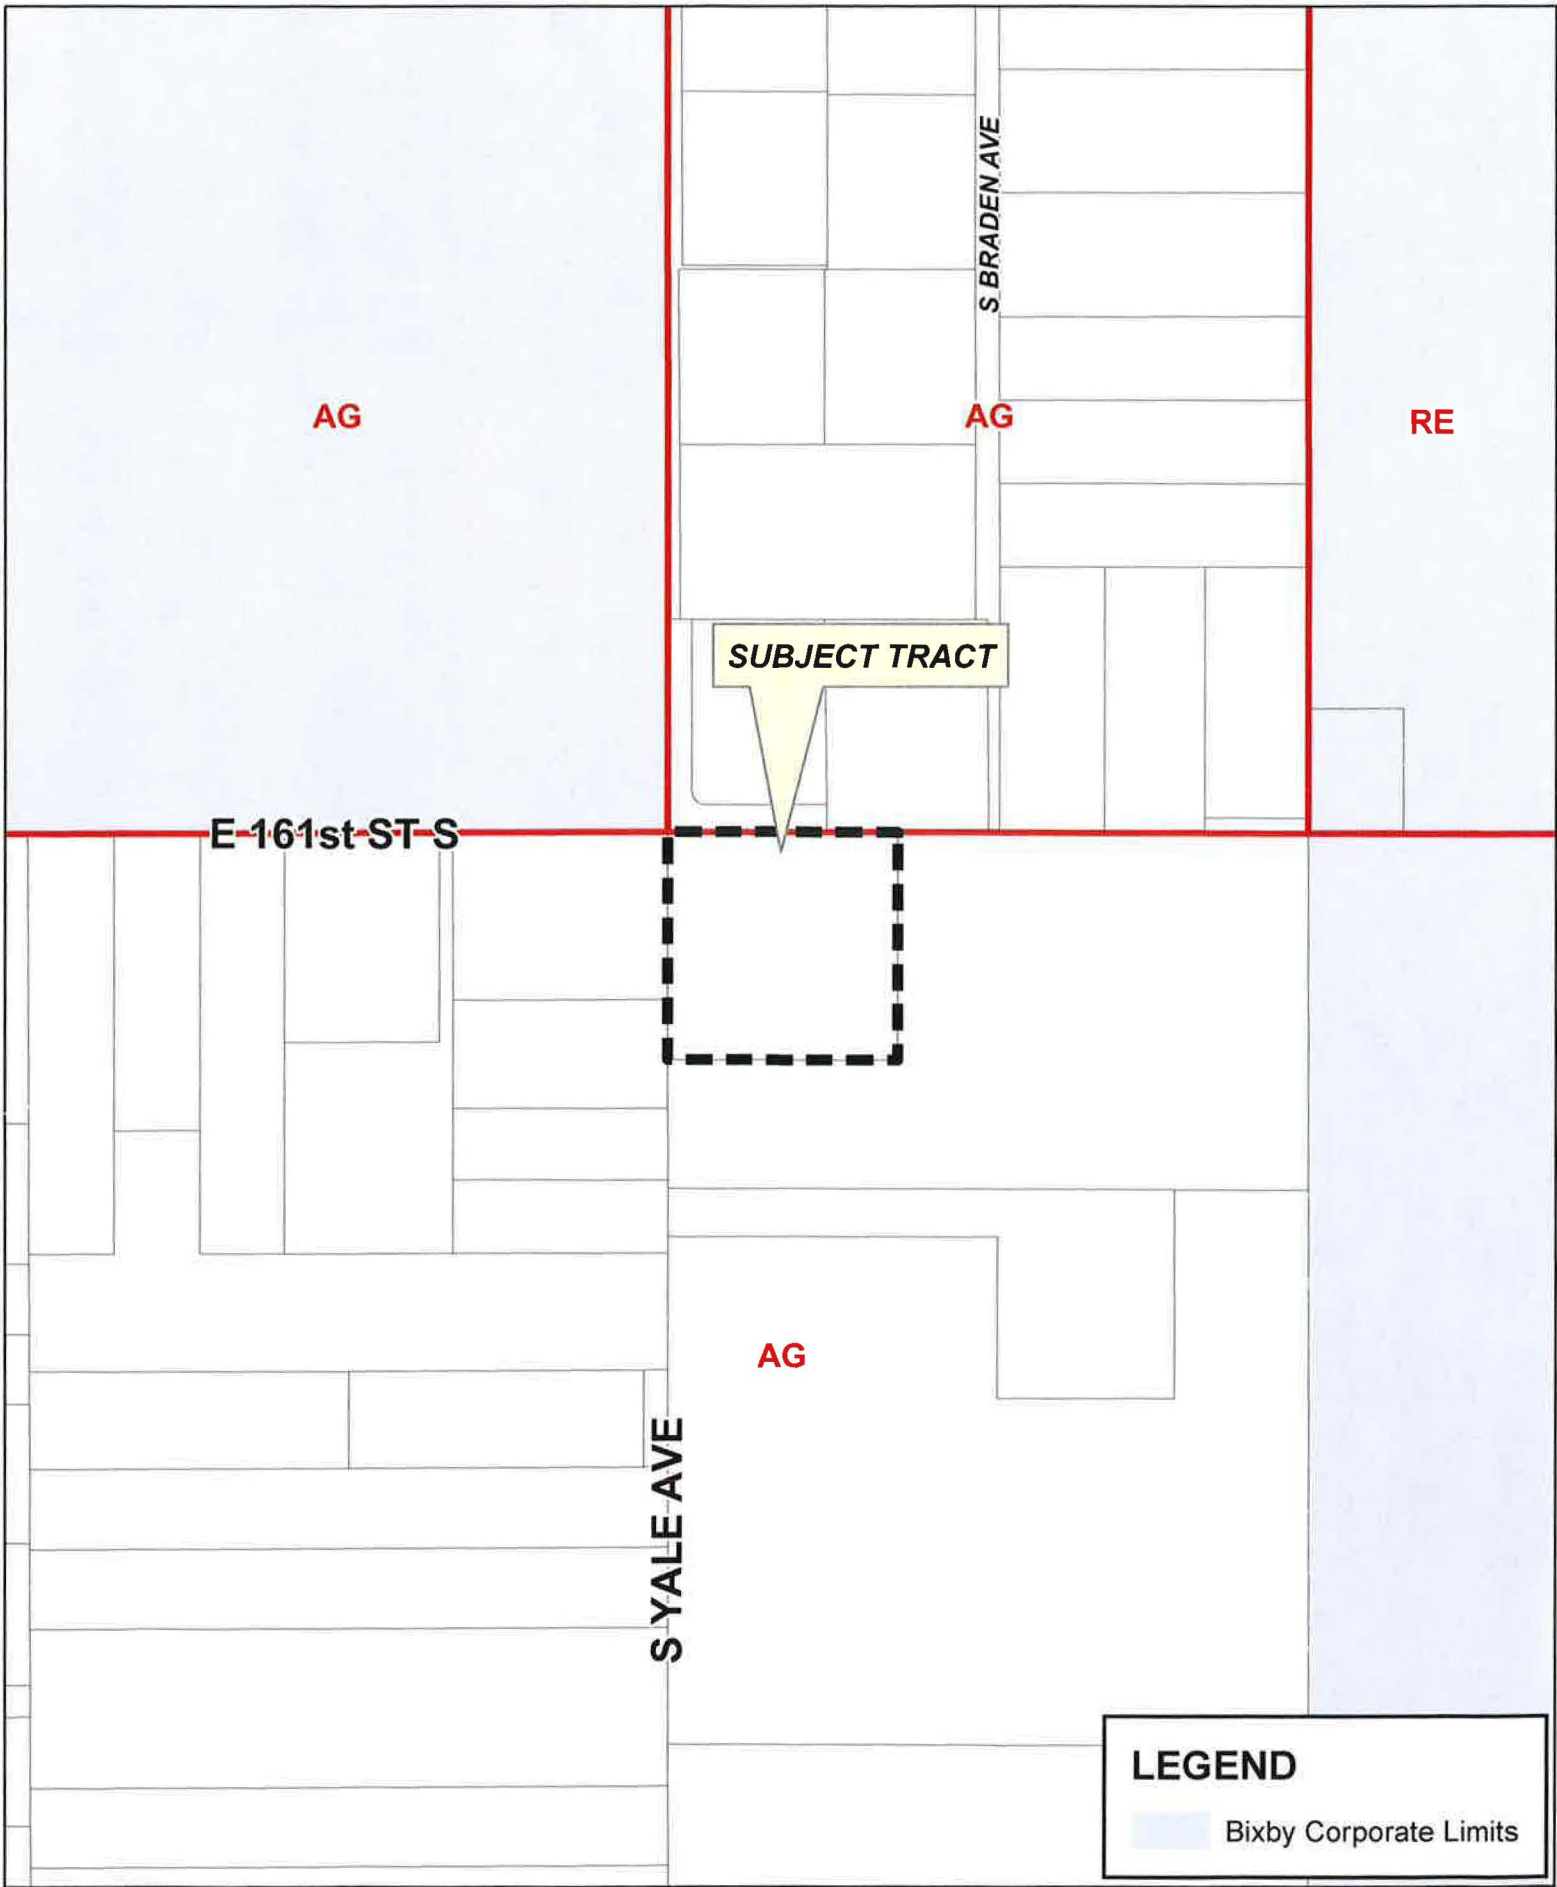 S BRADEN AVE
AG
AG
RE
SUBJECT TRACT
E 161st ST S
AG
S YALE AVE
LEGEND
Bixby Corporate Limits